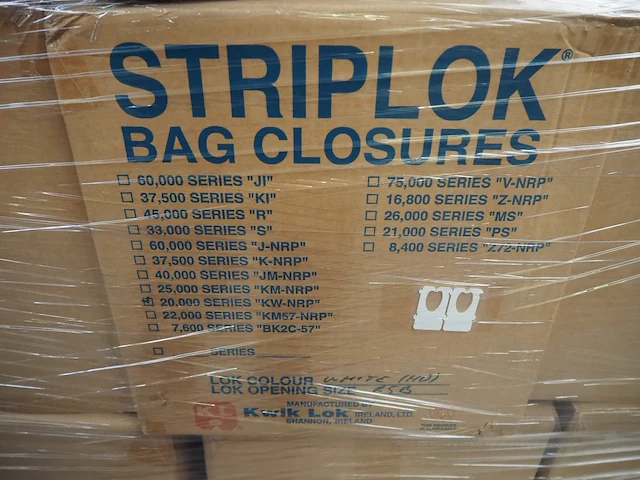 STRIPLOK®
BAG CLOSURES
60,000 SERIES "JI"
37,500 SERIES "KI"
45,000 SERIES "R"
33,000 SERIES "S"
60,000 SERIES "J-NRP"
37,500 SERIES "K-NRP"
40,000 SERIES "JM-NRP"
25,000 SERIES "KM-NRP"
20,000 SERIES "KW-NRP"
22,000 SERIES "KM57-NRP"
7,600 SERIES "BK2C-57"
SERIES
75,000 SERIES "V-NRP"
16,800 SERIES "Z-NRP"
26,000 SERIES "MS"
21,000 SERIES "PS"
8,400 SERIES "Z72-NRP"
LOK COLOUR WHITE
LOK OPENING SIZE
MANUFACTURED BY
Kwik Lok IRELAND, LTD.
SHANNON, IRELAND